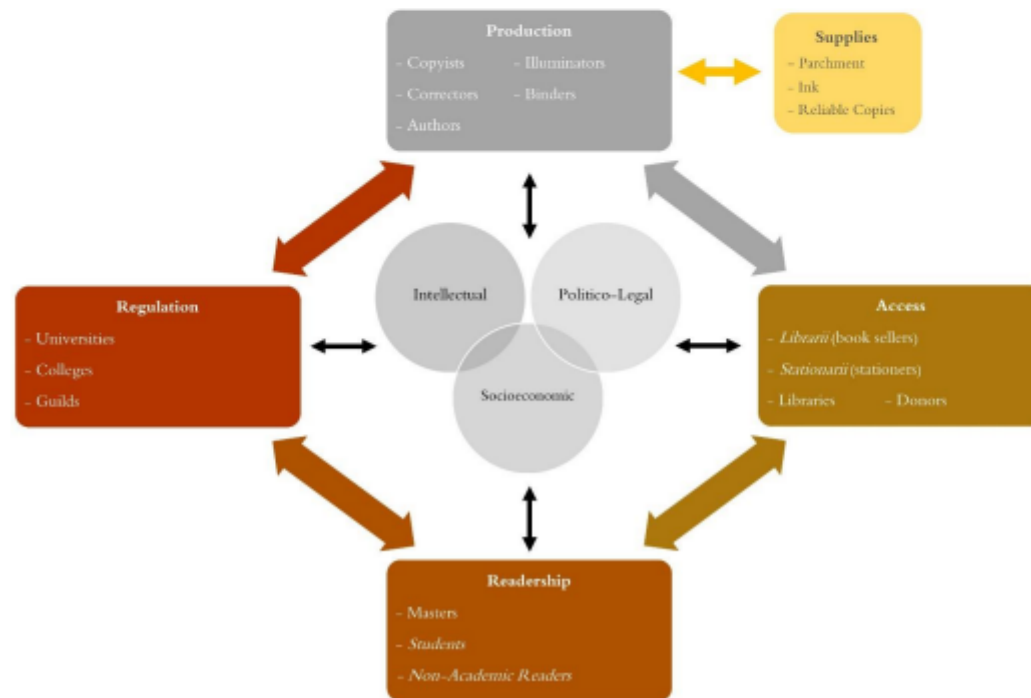 Production
- Copyists - Illuminators
- Correctors - Binders
- Authors
Supplies
- Parchment
- Ink
- Reliable Copies
Intellectual
Politico-Legal
Socioeconomic
Regulation
- Universities
- Colleges
- Guilds
Access
- Librarii (book sellers)
- Stationarii (stationers)
- Libraries - Donors
Readership
- Masters
- Students
- Non-Academic Readers